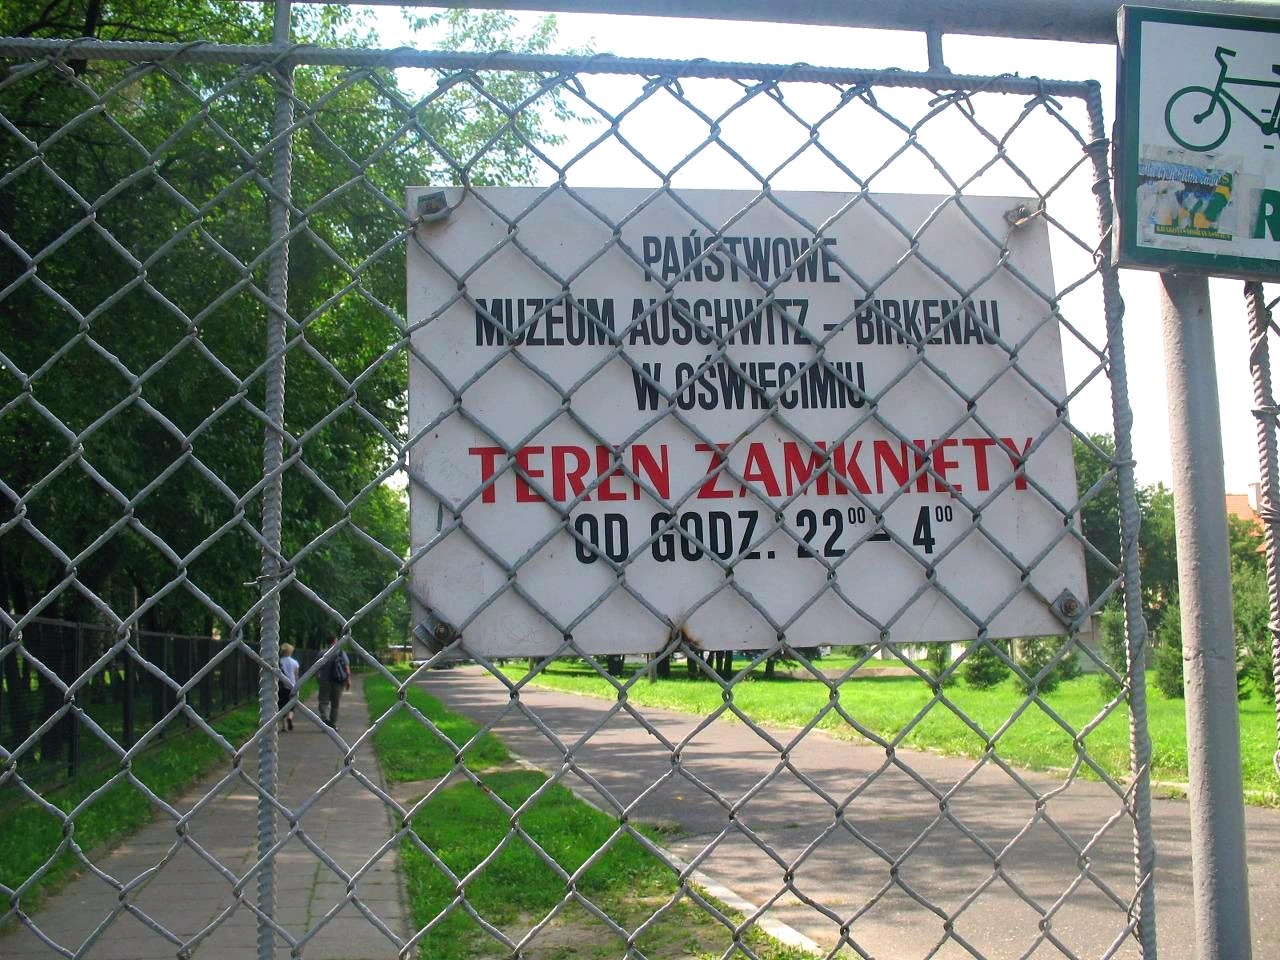 PAŃSTWOWE
MUZEUM AUSCHWITZ – BIRKENAU
W OŚWIĘCIMIU
TEREN ZAMKNIĘTY
OD GODZ. 22⁰⁰ – 4⁰⁰
R